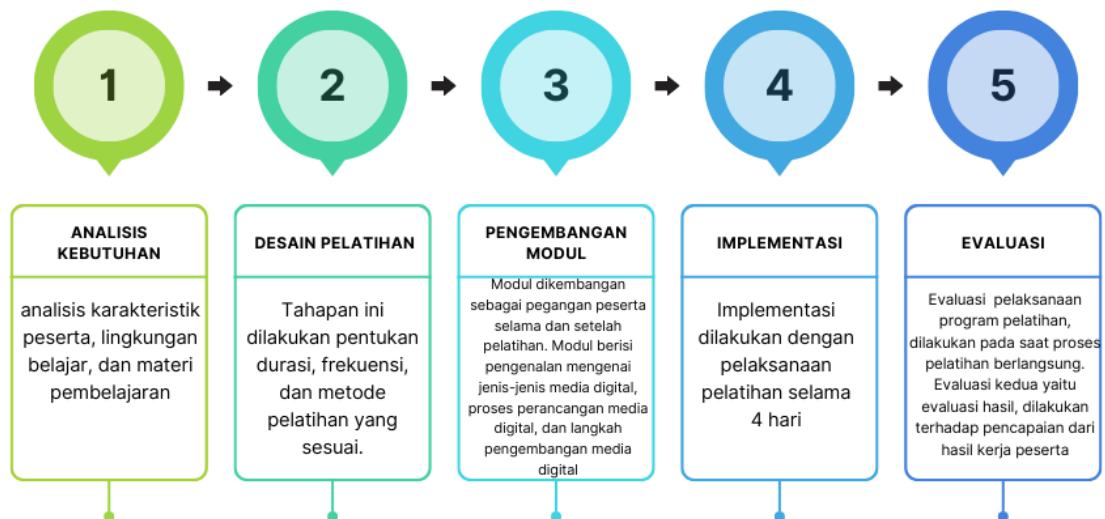 1
2
3
4
5
ANALISIS
KEBUTUHAN
analisis karakteristik
peserta, lingkungan
belajar, dan materi
pembelajaran
DESAIN PELATIHAN
Tahapan ini
dilakukan pentukan
durasi, frekuensi,
dan metode
pelatihan yang
sesuai.
PENGEMBANGAN
MODUL
Modul dikembangan
sebagai pegangan peserta
selama dan setelah
pelatihan. Modul berisi
pengenalan mengenai
jenis-jenis media digital,
proses perancangan media
digital, dan langkah
pengembangan media
digital
IMPLEMENTASI
Implementasi
dilakukan dengan
pelaksanaan
pelatihan selama
4 hari
EVALUASI
Evaluasi pelaksanaan
program pelatihan,
dilakukan pada saat proses
pelatihan berlangsung.
Evaluasi kedua yaitu
evaluasi hasil, dilakukan
terhadap pencapaian dari
hasil kerja peserta